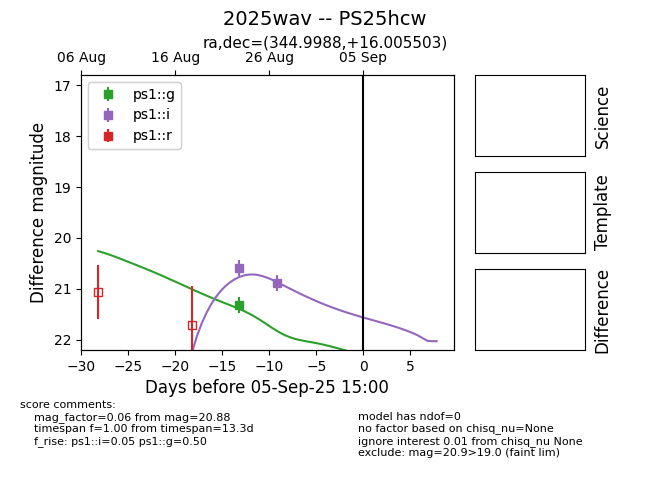 2025wav -- PS25hcw
ra,dec=(344.9988,+16.005503)
06 Aug 16 Aug 26 Aug 05 Sep
ps1::g
ps1::i
ps1::r
17
18
19
20
21
22
Difference magnitude
−30 −25 −20 −15 −10 −5 0 5
Days before 05-Sep-25 15:00
Science
Template
Difference
score comments:
mag_factor=0.06 from mag=20.88
timespan f=1.00 from timespan=13.3d
f_rise: ps1::i=0.05 ps1::g=0.50
model has ndof=0
no factor based on chisq_nu=None
ignore interest 0.01 from chisq_nu None
exclude: mag=20.9>19.0 (faint lim)